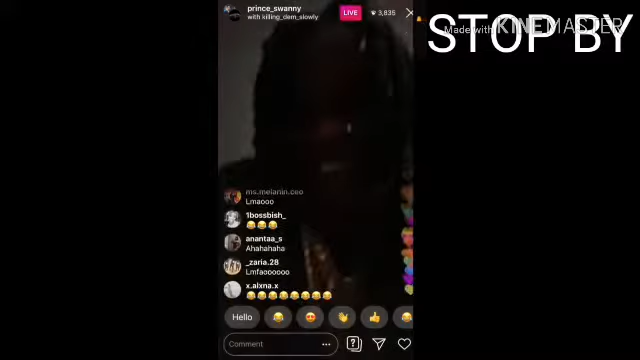 prince_swanny
with killing_dem_slowly
LIVE
3,835
Made with KINEMASTER
STOP BY
ms.melanin.ceo
Lmaooo
1bossbish_
😂😂😂
anantaa_s
Ahahahaha
_zaria.28
Lmfaoooooo
x.alxna.x
😂😂😂😂😂😂😂😂
Hello
Comment